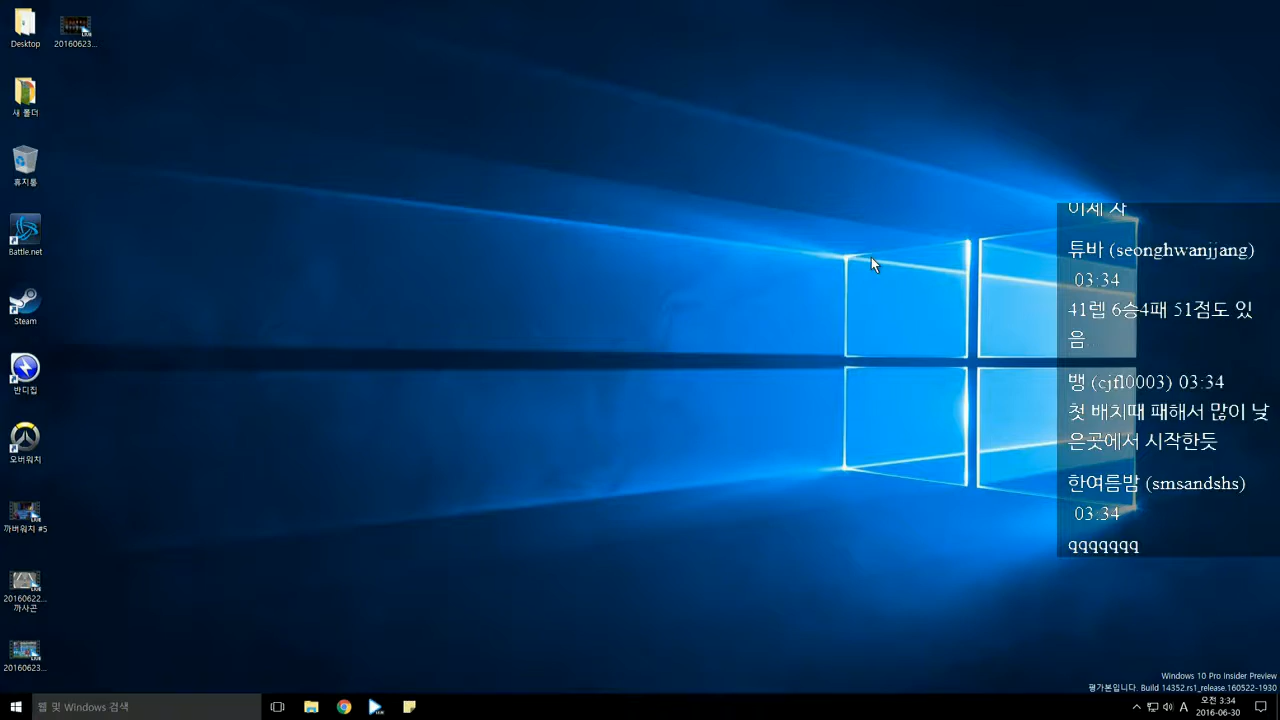 Desktop
20160623...
새 폴더
휴지통
Battle.net
Steam
반디집
오버워치
까버워치 #5
20160622...
까사곤
20160623...
튜바 (seonghwanjjang)
03:34
41렙 6승4패 51점도 있
음
뱅 (cjfl0003) 03:34
첫 배치때 패해서 많이 낮
은곳에서 시작한듯
한여름밤 (smsandshs)
03:34
qqqqqqq
Windows 10 Pro Insider Preview
평가본입니다. Build 14352.rs1_release.160522-1930
웹 및 Windows 검색
A
오전 3:34
2016-06-30